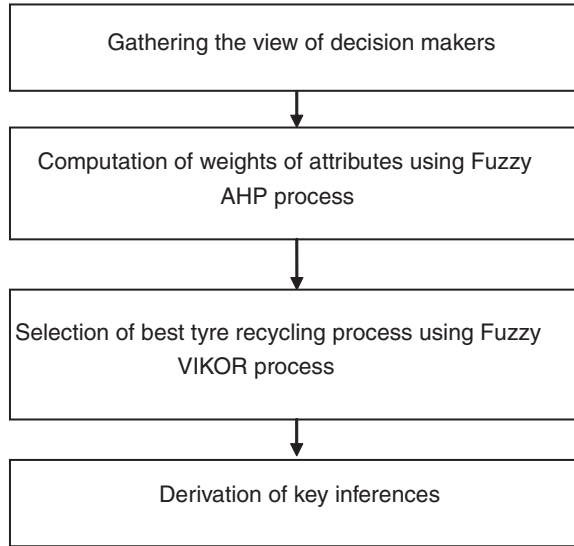 Gathering the view of decision makers
Computation of weights of attributes using Fuzzy
AHP process
Selection of best tyre recycling process using Fuzzy
VIKOR process
Derivation of key inferences